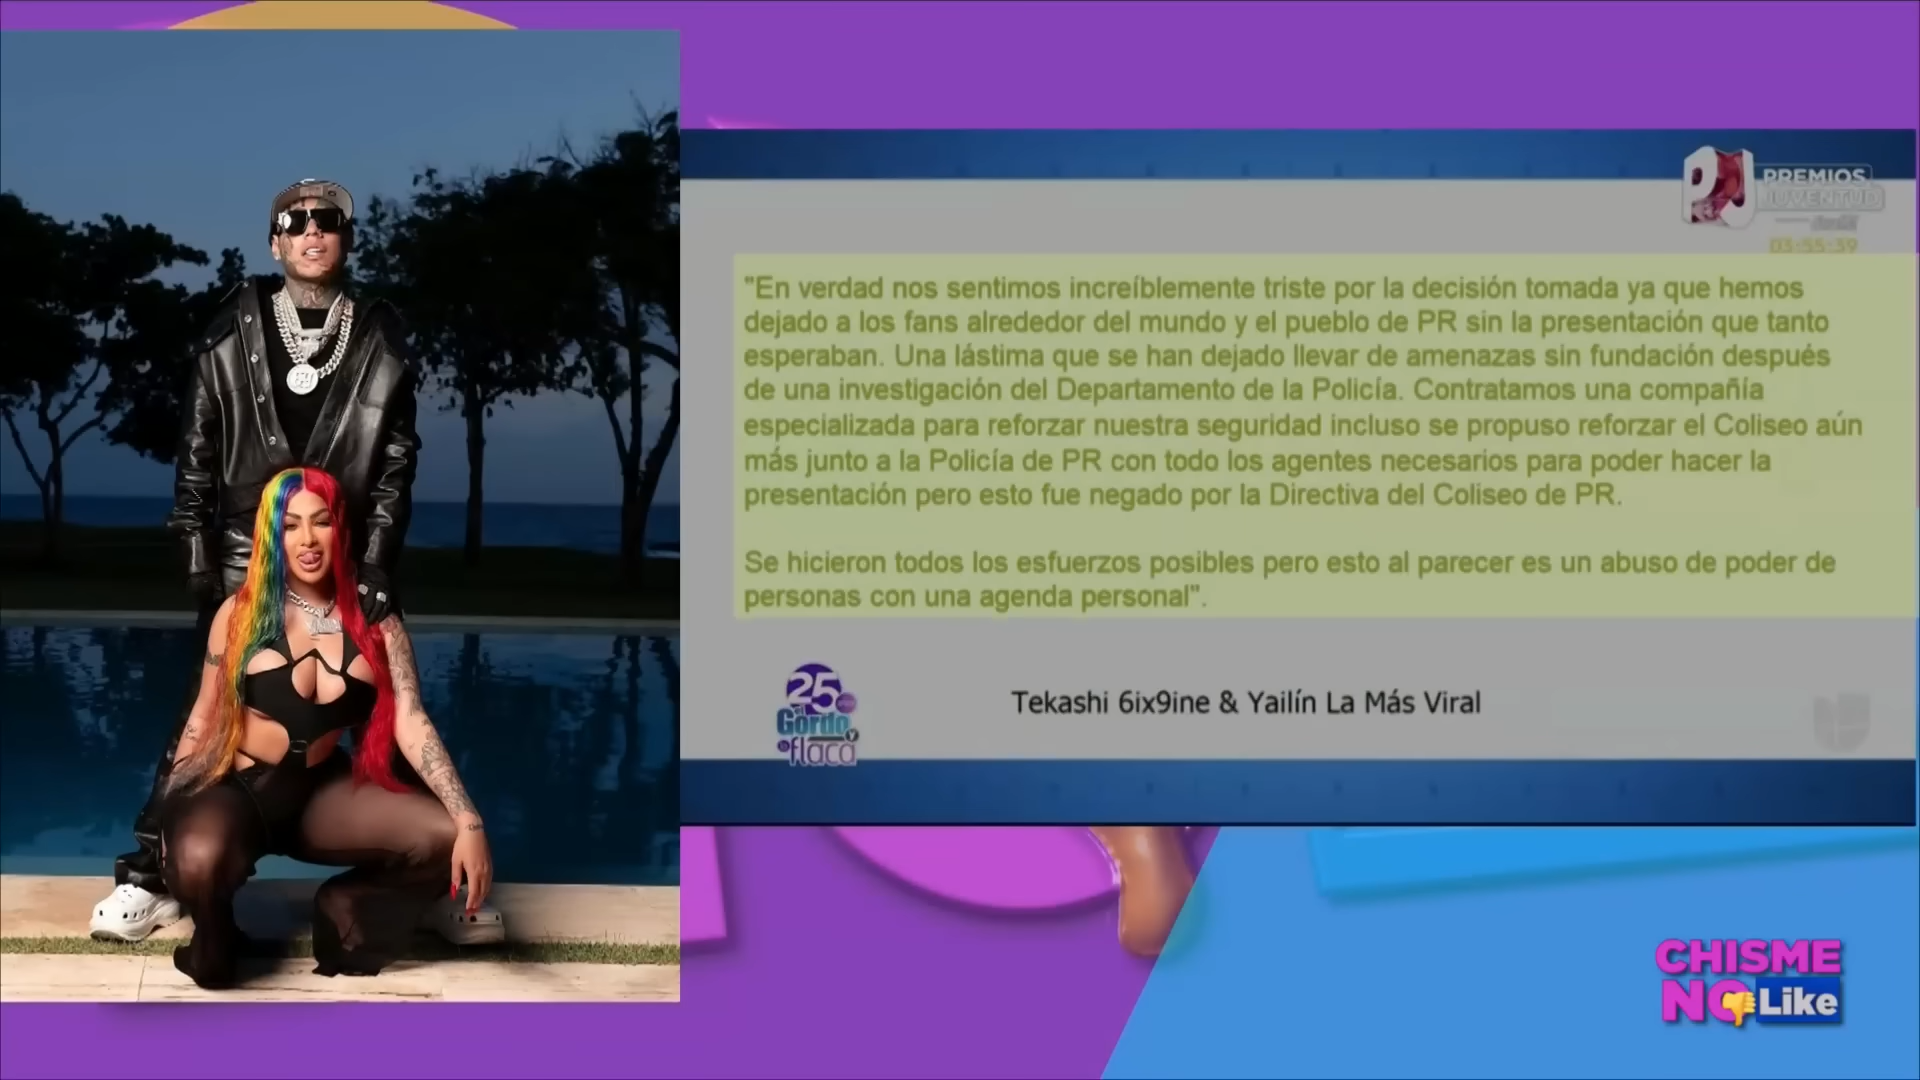 PREMIOS
JUVENTUD
03:55:39
"En verdad nos sentimos increíblemente triste por la decisión tomada ya que hemos
dejado a los fans alrededor del mundo y el pueblo de PR sin la presentación que tanto
esperaban. Una lástima que se han dejado llevar de amenazas sin fundación después
de una investigación del Departamento de la Policía. Contratamos una compañía
especializada para reforzar nuestra seguridad incluso se propuso reforzar el Coliseo aún
más junto a la Policía de PR con todo los agentes necesarios para poder hacer la
presentación pero esto fue negado por la Directiva del Coliseo de PR.
Se hicieron todos los esfuerzos posibles pero esto al parecer es un abuso de poder de
personas con una agenda personal".
25
el Gordo y
la flaca
Tekashi 6ix9ine & Yailín La Más Viral
CHISME
NO Like